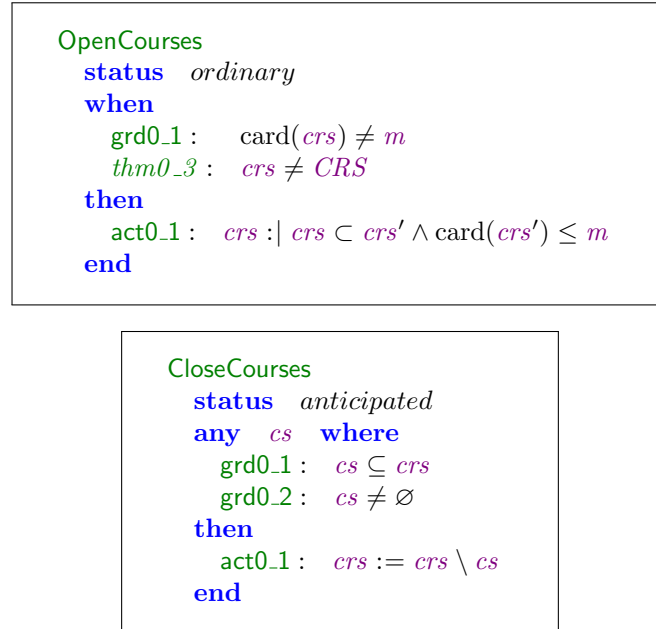 OpenCourses
status ordinary
when
grd0_1 : card(crs) ≠ m
thm0_3 : crs ≠ CRS
then
act0_1 : crs :| crs ⊂ crs′ ∧ card(crs′) ≤ m
end
CloseCourses
status anticipated
any cs where
grd0_1 : cs ⊆ crs
grd0_2 : cs ≠ ∅
then
act0_1 : crs := crs \ cs
end